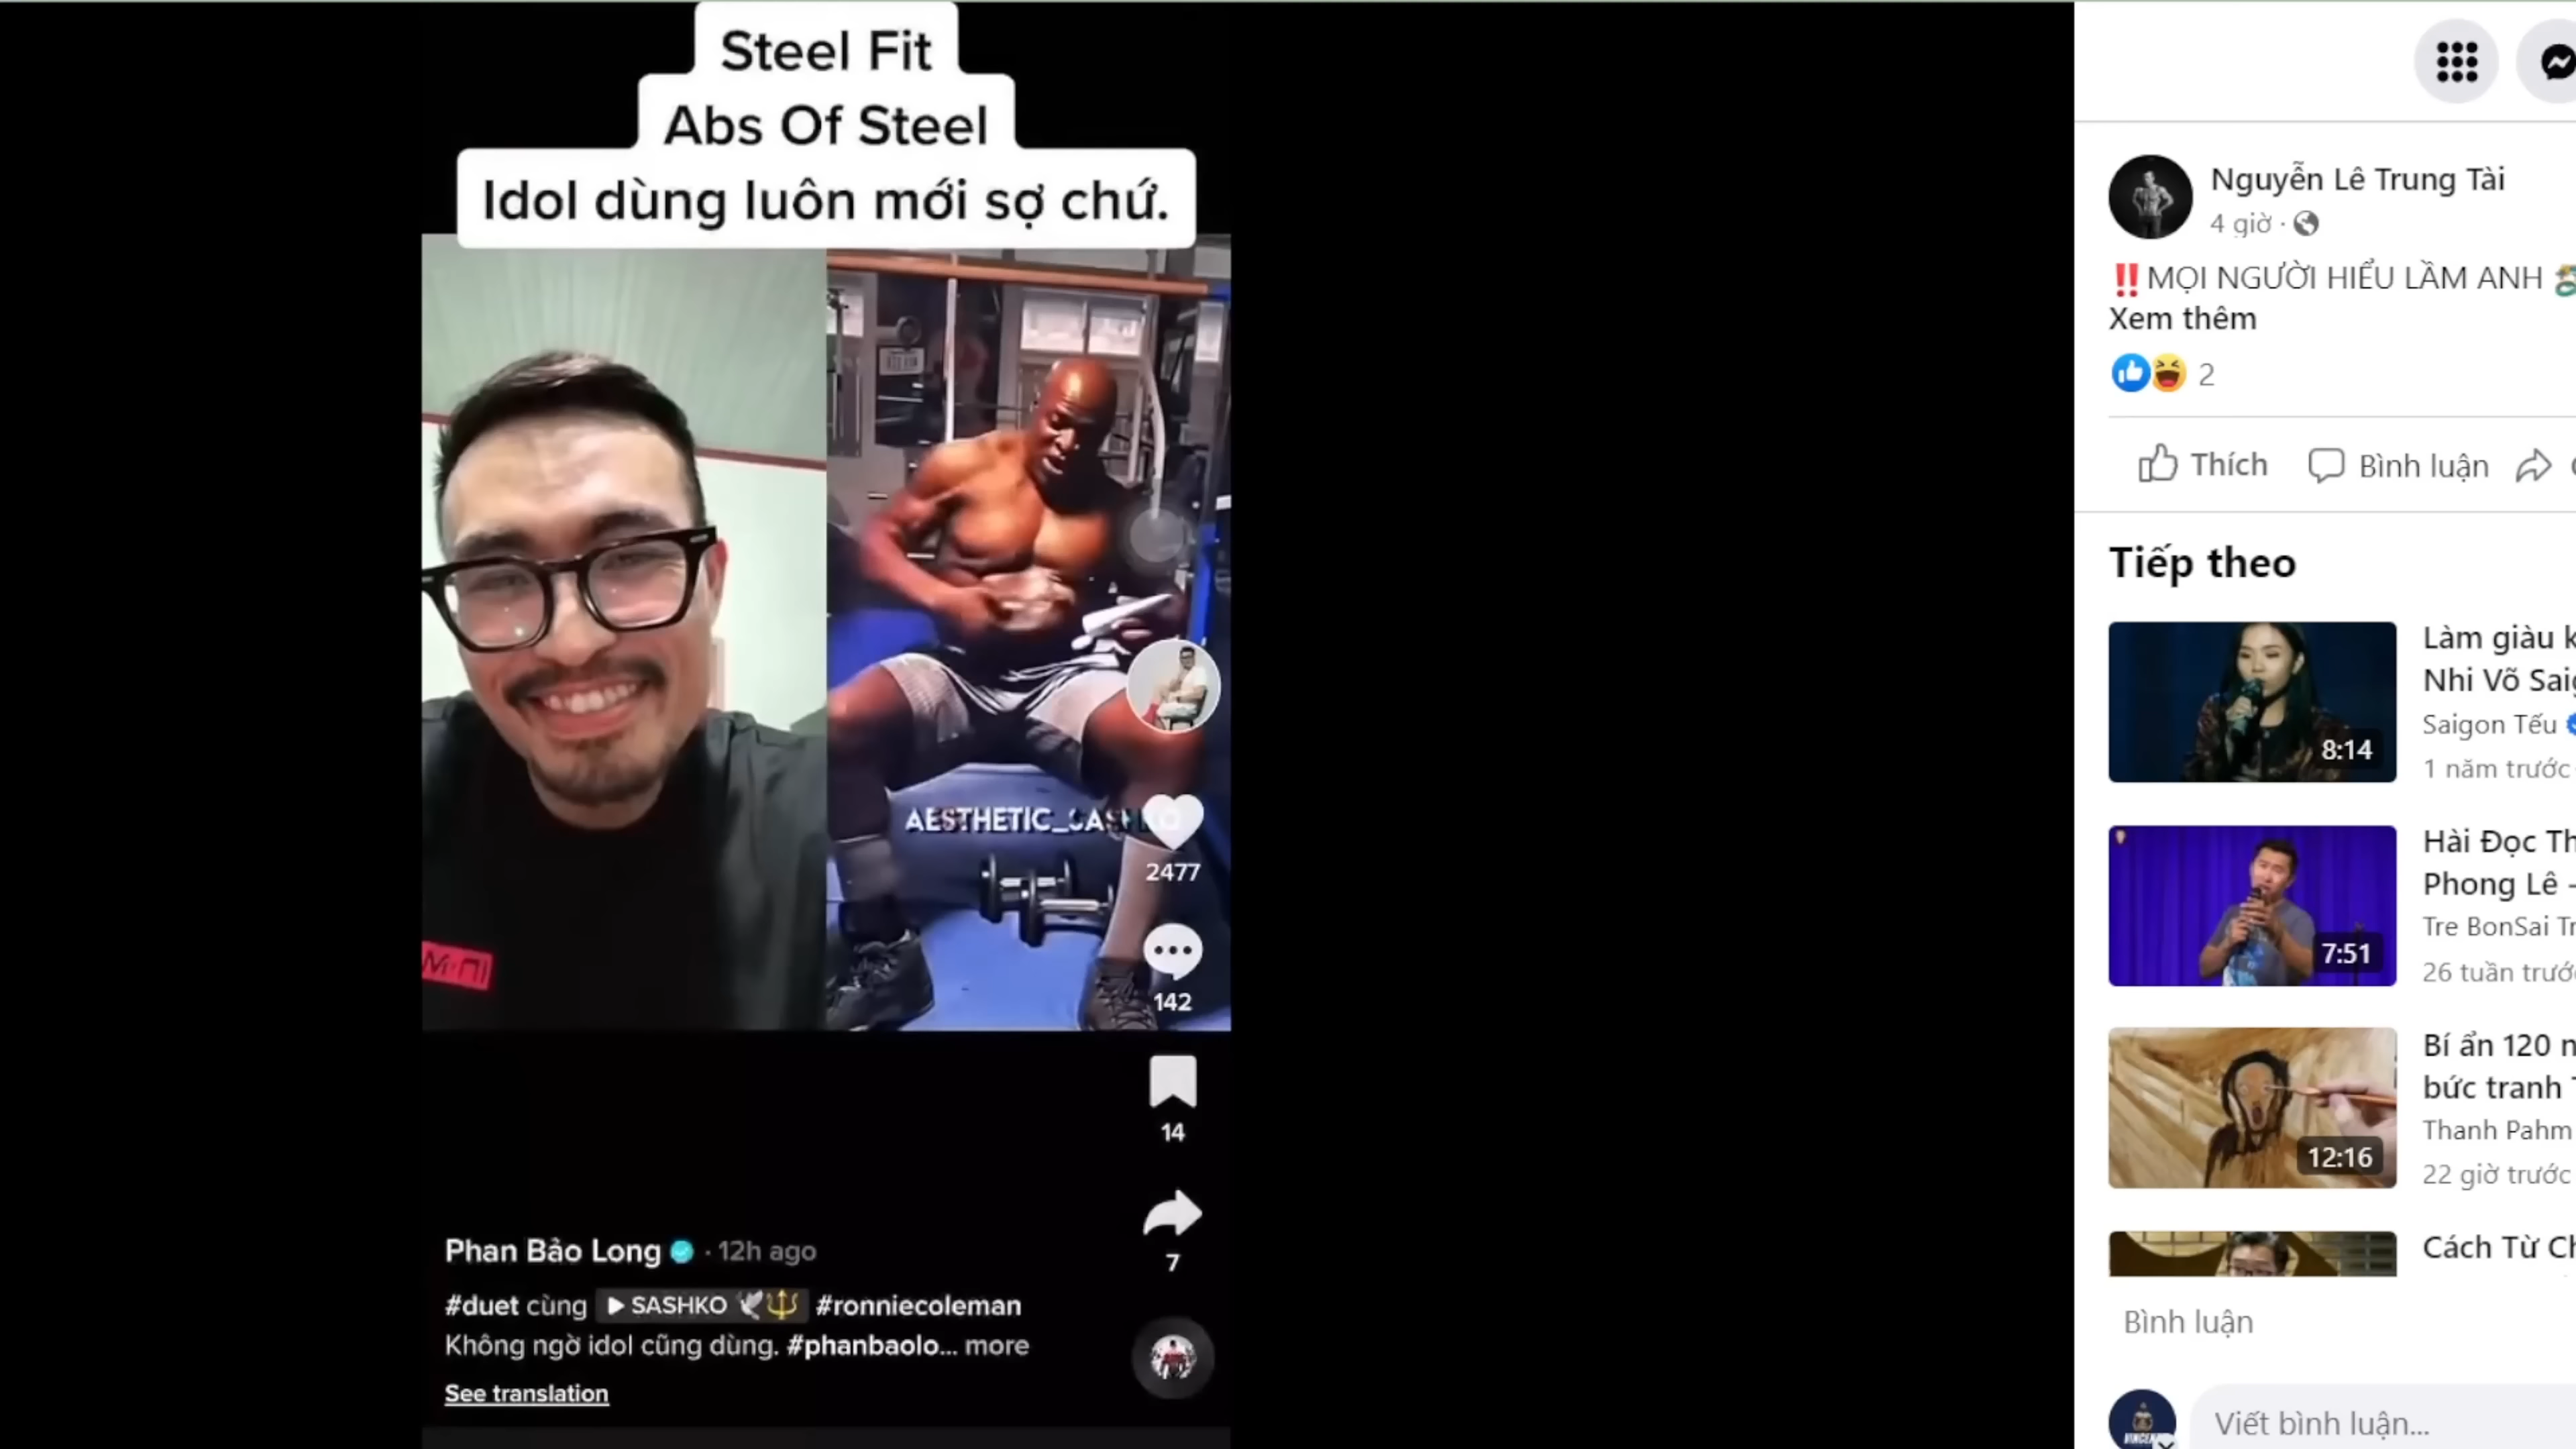 Steel Fit
Abs Of Steel
Idol dùng luôn mới sợ chứ.
2477
142
14
7
Phan Bảo Long · 12h ago
#duet cùng SASHKO #ronniecoleman
Không ngờ idol cũng dùng. #phanbaolo... more
See translation
Nguyễn Lê Trung Tài
4 giờ ·
‼️MỌI NGƯỜI HIỂU LẦM ANH
Xem thêm
2
Thích
Bình luận
Tiếp theo
8:14
Làm giàu
Nhi Võ
Saigon Tếu
1 năm trước
7:51
Hài Đọc
Phong Lê -
Tre BonSai
26 tuần
12:16
Bí ẩn 120
bức tranh
Thanh Pahm
22 giờ trước
Cách Từ
Bình luận
Viết bình luận...